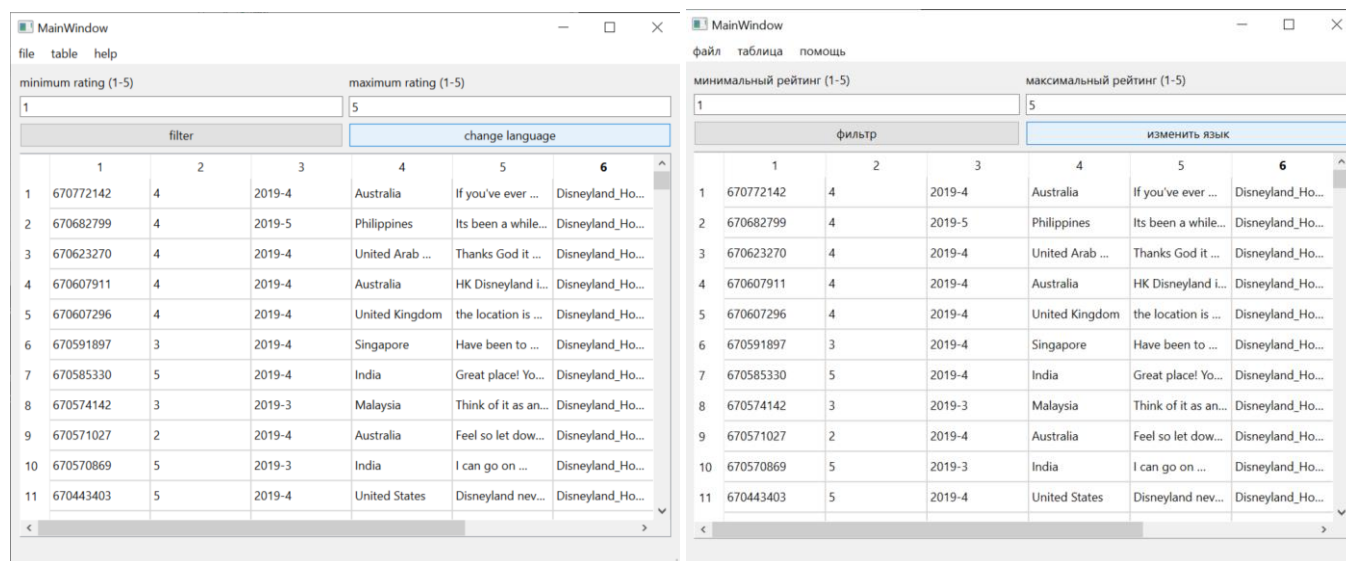 MainWindow
file table help
minimum rating (1-5) maximum rating (1-5)
1 5
filter change language
1 2 3 4 5 6
1 670772142 4 2019-4 Australia If you've ever ... Disneyland_Ho...
2 670682799 4 2019-5 Philippines Its been a while... Disneyland_Ho...
3 670623270 4 2019-4 United Arab ... Thanks God it ... Disneyland_Ho...
4 670607911 4 2019-4 Australia HK Disneyland i... Disneyland_Ho...
5 670607296 4 2019-4 United Kingdom the location is ... Disneyland_Ho...
6 670591897 3 2019-4 Singapore Have been to ... Disneyland_Ho...
7 670585330 5 2019-4 India Great place! Yo... Disneyland_Ho...
8 670574142 3 2019-3 Malaysia Think of it as an... Disneyland_Ho...
9 670571027 2 2019-4 Australia Feel so let dow... Disneyland_Ho...
10 670570869 5 2019-3 India I can go on ... Disneyland_Ho...
11 670443403 5 2019-4 United States Disneyland nev... Disneyland_Ho...
MainWindow
файл таблица помощь
минимальный рейтинг (1-5) максимальный рейтинг (1-5)
1 5
фильтр изменить язык
1 2 3 4 5 6
1 670772142 4 2019-4 Australia If you've ever ... Disneyland_Ho...
2 670682799 4 2019-5 Philippines Its been a while... Disneyland_Ho...
3 670623270 4 2019-4 United Arab ... Thanks God it ... Disneyland_Ho...
4 670607911 4 2019-4 Australia HK Disneyland i... Disneyland_Ho...
5 670607296 4 2019-4 United Kingdom the location is ... Disneyland_Ho...
6 670591897 3 2019-4 Singapore Have been to ... Disneyland_Ho...
7 670585330 5 2019-4 India Great place! Yo... Disneyland_Ho...
8 670574142 3 2019-3 Malaysia Think of it as an... Disneyland_Ho...
9 670571027 2 2019-4 Australia Feel so let dow... Disneyland_Ho...
10 670570869 5 2019-3 India I can go on ... Disneyland_Ho...
11 670443403 5 2019-4 United States Disneyland nev... Disneyland_Ho...